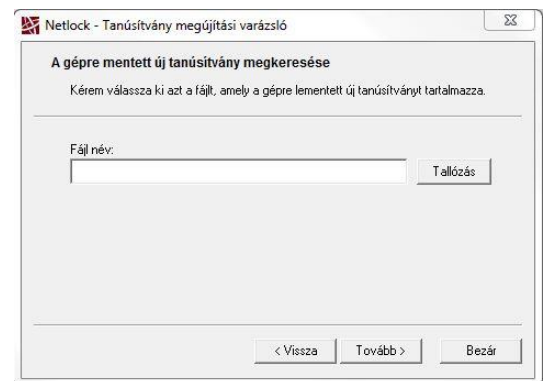 Netlock - Tanúsítvány megújítási varázsló
A gépre mentett új tanúsítvány megkeresése
Kérem válassza ki azt a fájlt, amely a gépre lementett új tanúsítványt tartalmazza.
Fájl név:
Tallózás
< Vissza
Tovább >
Bezár